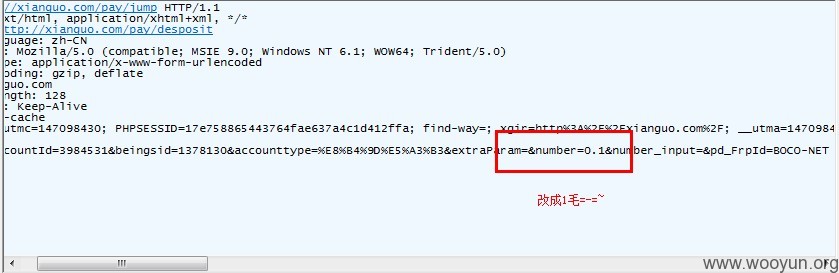 //xianguo.com/pay/jump HTTP/1.1
xt/html, application/xhtml+xml, */*
ttp://xianguo.com/pay/desposit
guage: zh-CN
: Mozilla/5.0 (compatible; MSIE 9.0; Windows NT 6.1; WOW64; Trident/5.0)
pe: application/x-www-form-urlencoded
oding: gzip, deflate
guo.com
ngth: 128
: Keep-Alive
-cache
utmc=147098430; PHPSESSID=17e758865443764fae637a4c1d412ffa; find-way=; xgir=http%3A%2F%2Fxianguo.com%2F; __utma=1470984
countId=3984531&beingsid=1378130&accounttype=%E8%B4%9D%E5%A3%B3&extraParam=&number=0.1&number_input=&pd_FrpId=BOCO-NET
改成1毛=-=~
www.wooyun.org